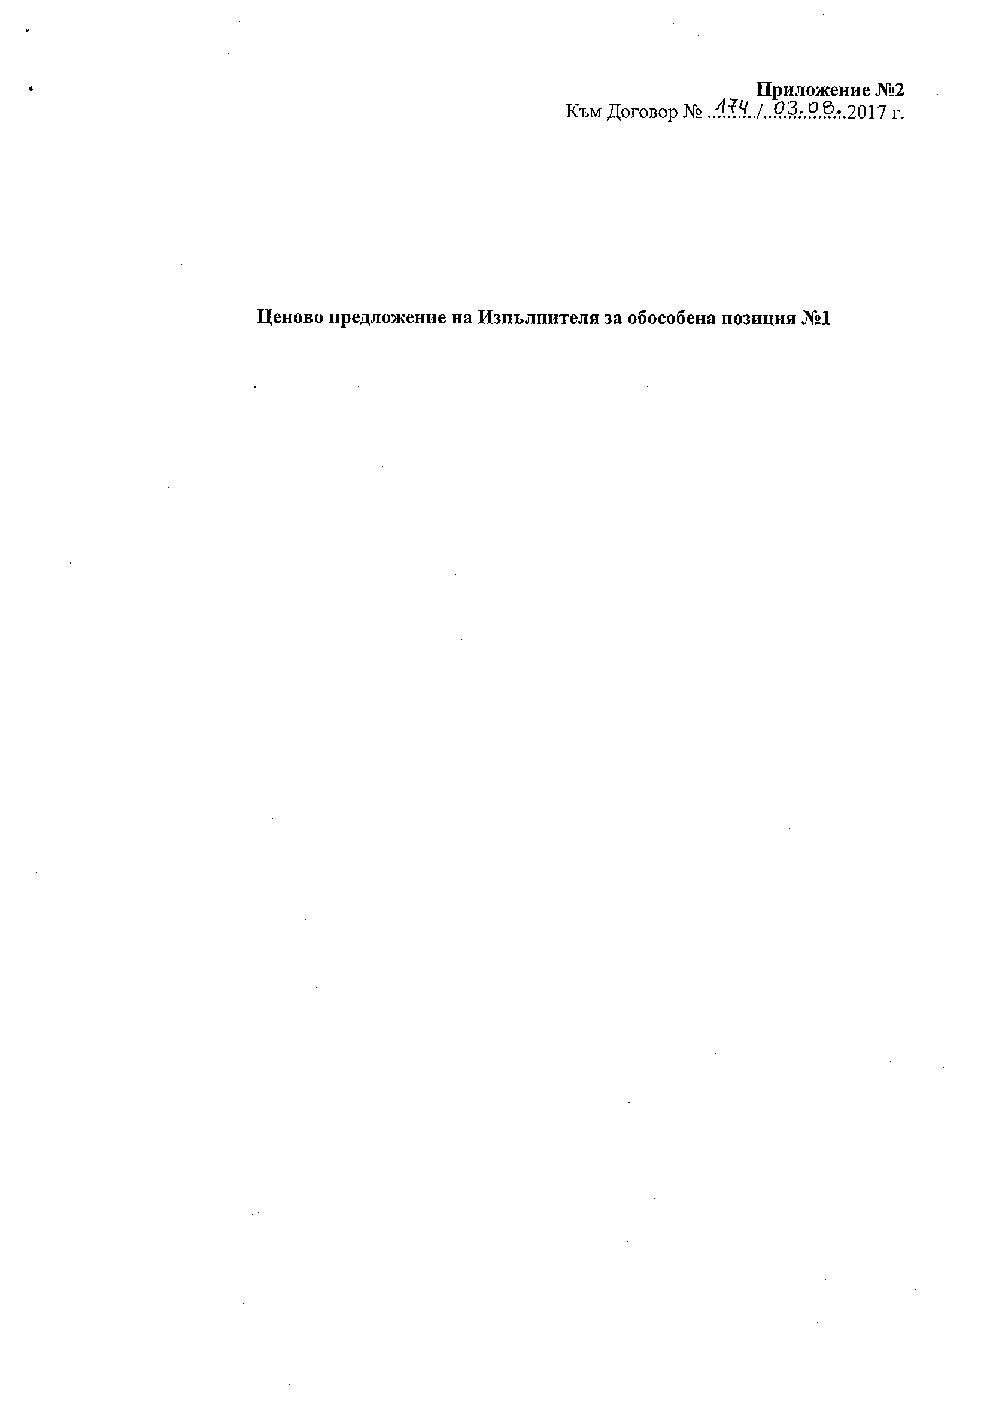 Приложение №2
Към Договор № 174 / 03.08.2017 г.
Ценово предложение на Изпълнителя за обособена позиция №1